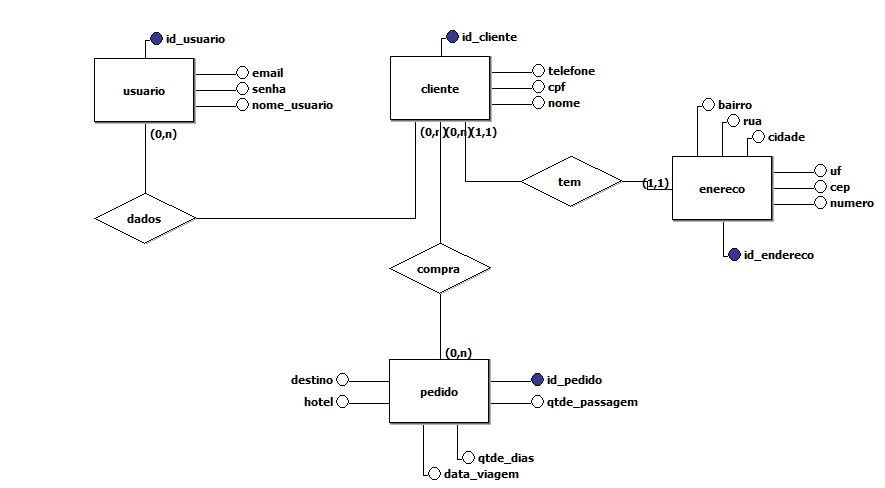 id_usuario
id_cliente
usuario
email
senha
nome_usuario
cliente
telefone
cpf
nome
(0,n)
(0,n)
(0,n)
(1,1)
bairro
rua
cidade
tem
(1,1)
enereco
uf
cep
numero
dados
id_endereco
compra
(0,n)
destino
hotel
pedido
id_pedido
qtde_passagem
qtde_dias
data_viagem